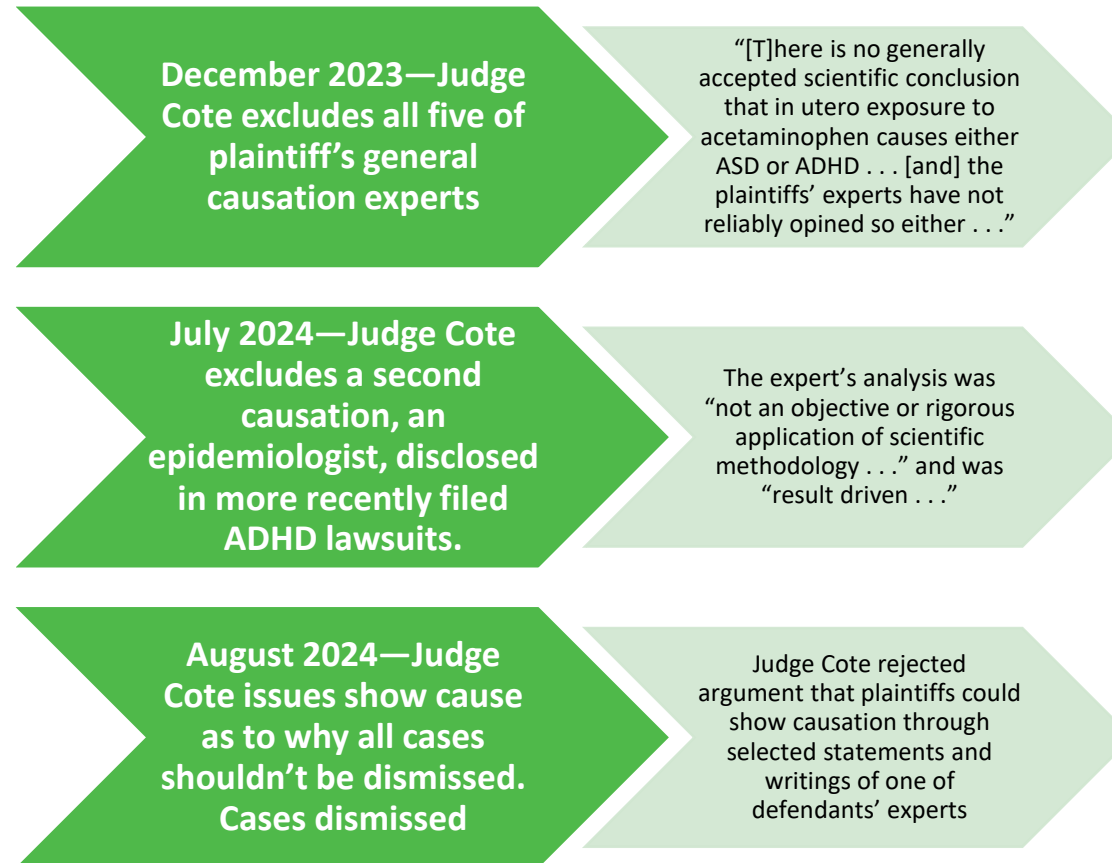 December 2023—Judge
Cote excludes all five of
plaintiff's general
causation experts
“[T]here is no generally
accepted scientific conclusion
that in utero exposure to
acetaminophen causes either
ASD or ADHD . . . [and] the
plaintiffs' experts have not
reliably opined so either . . .”
July 2024—Judge Cote
excludes a second
causation, an
epidemiologist, disclosed
in more recently filed
ADHD lawsuits.
The expert's analysis was
“not an objective or rigorous
application of scientific
methodology . . .” and was
“result driven . . .”
August 2024—Judge
Cote issues show cause
as to why all cases
shouldn't be dismissed.
Cases dismissed
Judge Cote rejected
argument that plaintiffs could
show causation through
selected statements and
writings of one of
defendants' experts